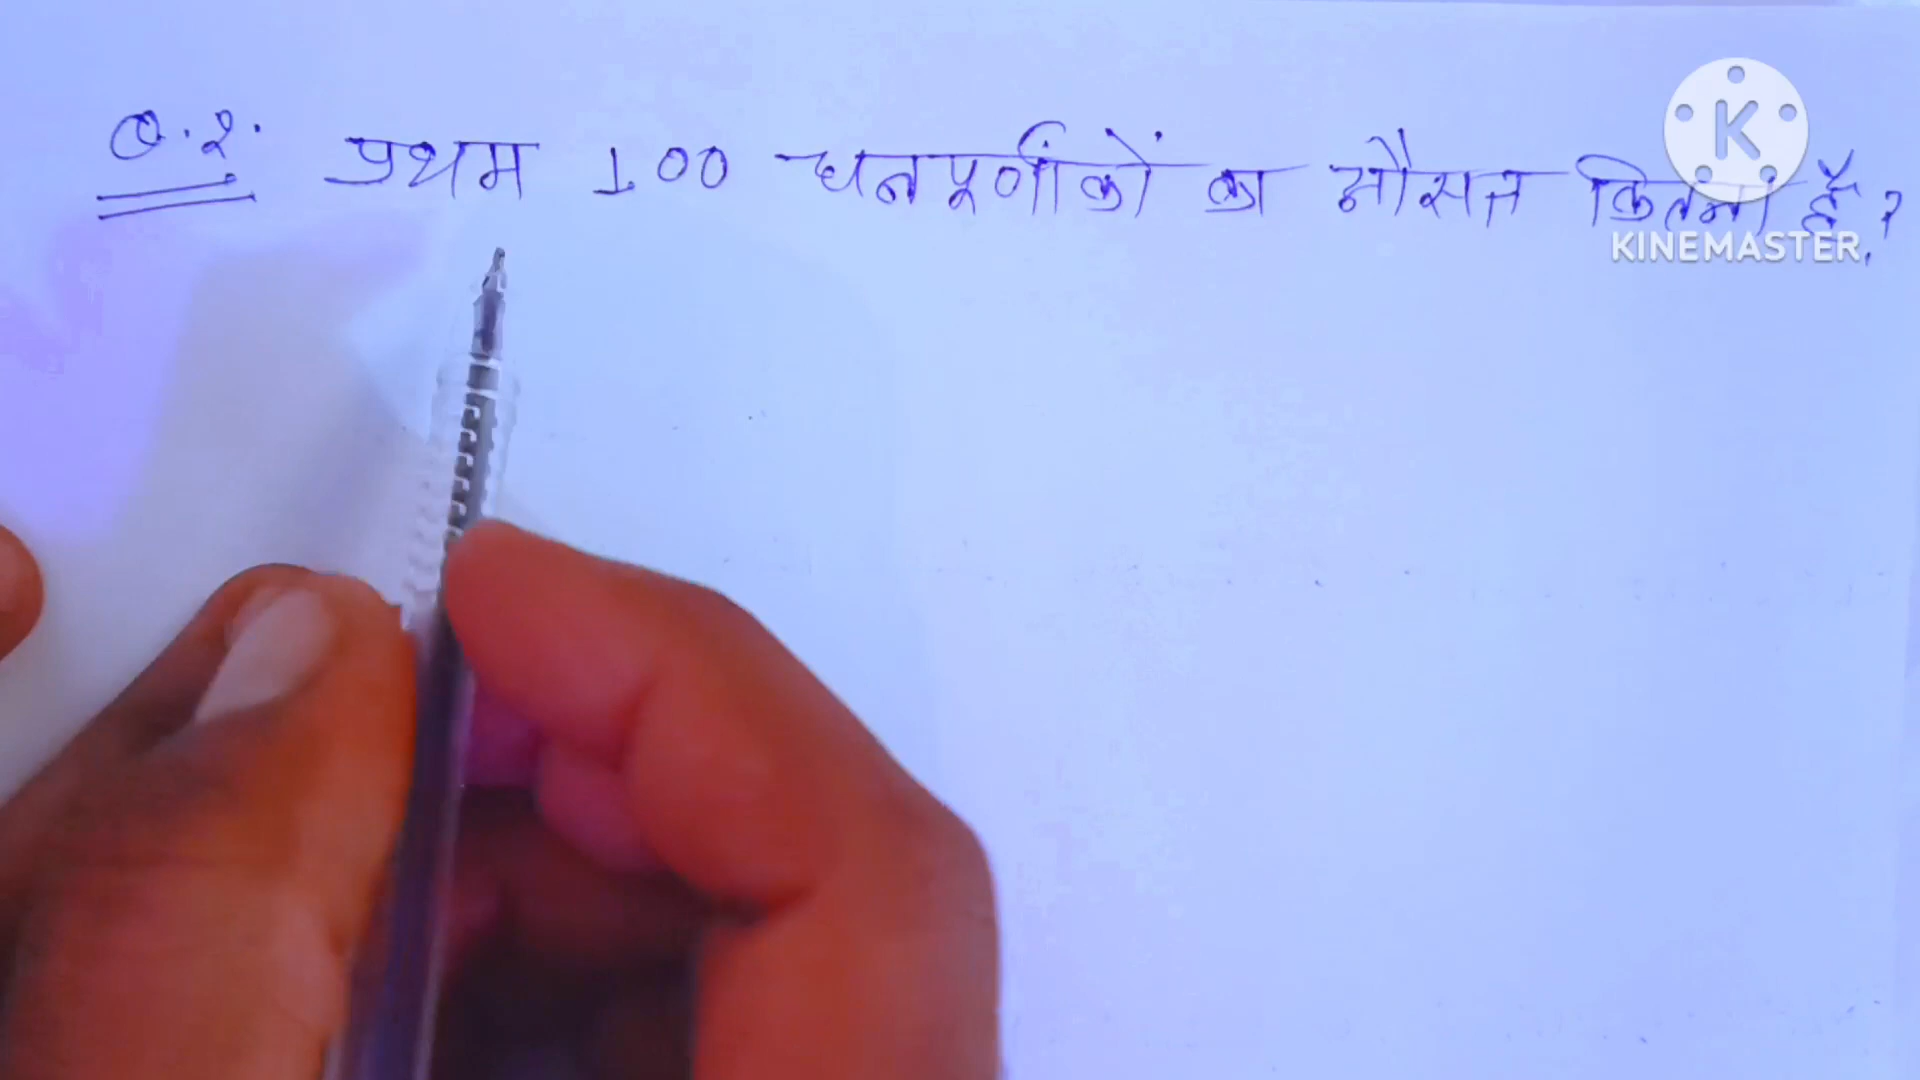 Q.2. प्रथम 100 धनपूर्णांकों का औसत कितना है?
K
KINEMASTER